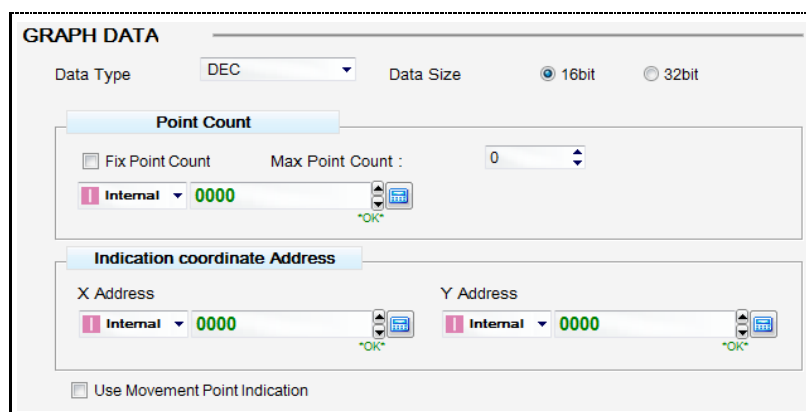 GRAPH DATA
Data Type DEC Data Size 16bit 32bit
Point Count
Fix Point Count Max Point Count : 0
Internal 0000
*OK*
Indication coordinate Address
X Address Y Address
Internal 0000 Internal 0000
*OK* *OK*
Use Movement Point Indication